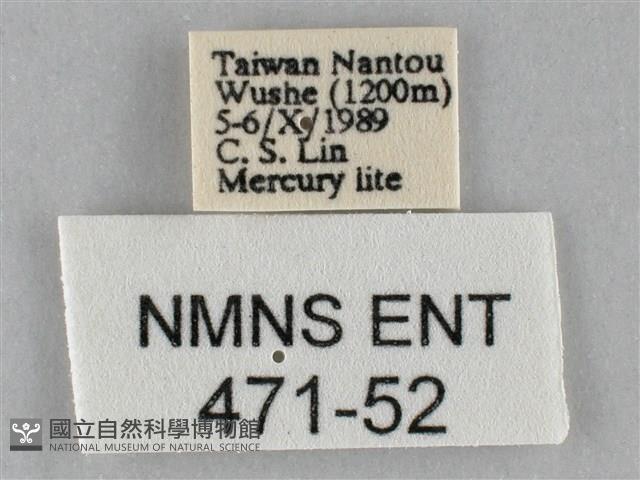 Taiwan Nantou
Wushe (1200m)
5-6/X/1989
C. S. Lin
Mercury lite
NMNS ENT
471-52
國立自然科學博物館
NATIONAL MUSEUM OF NATURAL SCIENCE